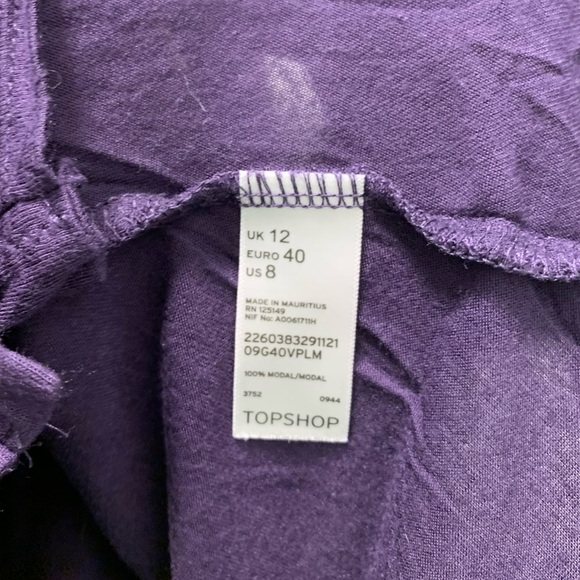 UK 12
EURO 40
US 8
MADE IN MAURITIUS
RN 125149
NIF No: A0061711H
2260383291121
09G40VPLM
100% MODAL/MODAL
3752 0944
TOPSHOP